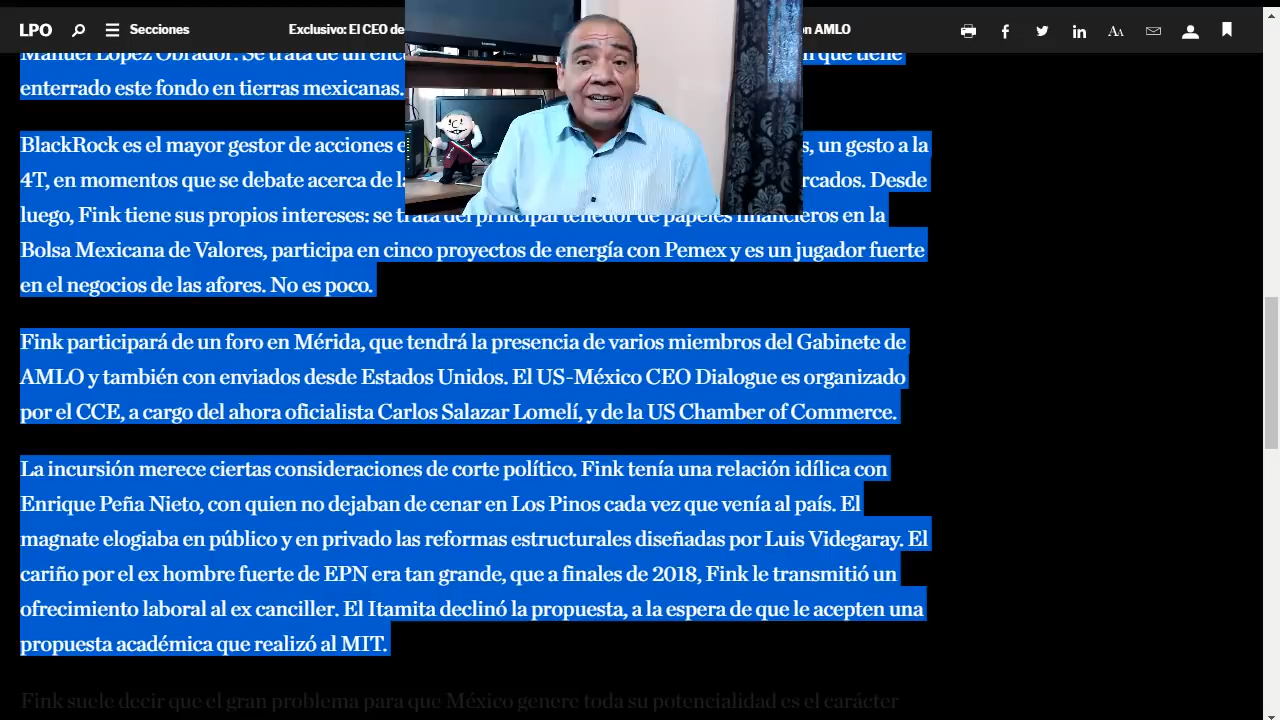 LPO Secciones Exclusivo: El CEO de n AMLO
Manuel López Obrador. Se trata de un encu n que tiene
enterrado este fondo en tierras mexicanas.
BlackRock es el mayor gestor de acciones e s, un gesto a la
4T, en momentos que se debate acerca de la rcados. Desde
luego, Fink tiene sus propios intereses: se trata del principal tenedor de papeles financieros en la
Bolsa Mexicana de Valores, participa en cinco proyectos de energía con Pemex y es un jugador fuerte
en el negocios de las afores. No es poco.
Fink participará de un foro en Mérida, que tendrá la presencia de varios miembros del Gabinete de
AMLO y también con enviados desde Estados Unidos. El US-México CEO Dialogue es organizado
por el CCE, a cargo del ahora oficialista Carlos Salazar Lomelí, y de la US Chamber of Commerce.
La incursión merece ciertas consideraciones de corte político. Fink tenía una relación idílica con
Enrique Peña Nieto, con quien no dejaban de cenar en Los Pinos cada vez que venía al país. El
magnate elogiaba en público y en privado las reformas estructurales diseñadas por Luis Videgaray. El
cariño por el ex hombre fuerte de EPN era tan grande, que a finales de 2018, Fink le transmitió un
ofrecimiento laboral al ex canciller. El Itamita declinó la propuesta, a la espera de que le acepten una
propuesta académica que realizó al MIT.
Fink suele decir que el gran problema para que México genere toda su potencialidad es el carácter